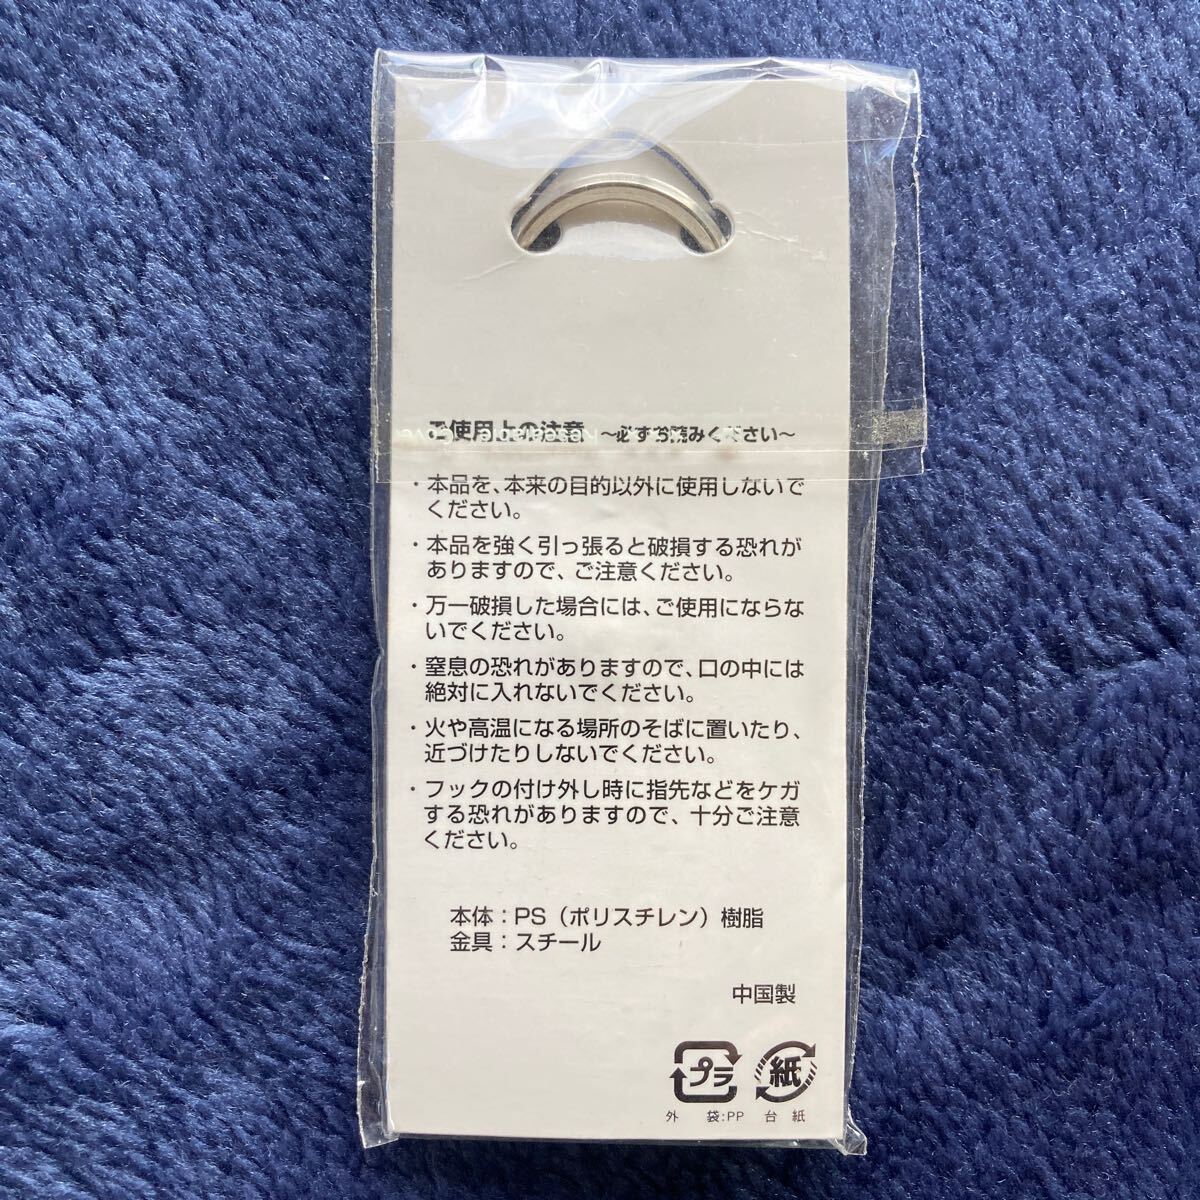 ご使用上の注意 ～必ずお読みください～
・本品を、本来の目的以外に使用しないで
ください。
・本品を強く引っ張ると破損する恐れが
ありますので、ご注意ください。
・万一破損した場合には、ご使用にならな
いでください。
・窒息の恐れがありますので、口の中には
絶対に入れないでください。
・火や高温になる場所のそばに置いたり、
近づけたりしないでください。
・フックの付け外し時に指先などをケガ
する恐れがありますので、十分ご注意
ください。
本体：PS（ポリスチレン）樹脂
金具：スチール
中国製
プラ 紙
外 袋:PP 台 紙